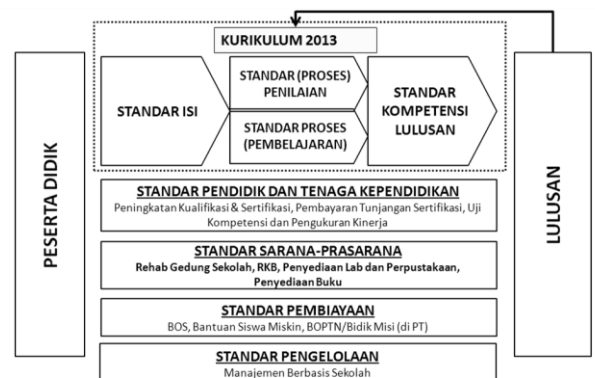 KURIKULUM 2013
PESERTA DIDIK
STANDAR ISI
STANDAR (PROSES)
PENILAIAN
STANDAR PROSES
(PEMBELAJARAN)
STANDAR
KOMPETENSI
LULUSAN
LULUSAN
STANDAR PENDIDIK DAN TENAGA KEPENDIDIKAN
Peningkatan Kualifikasi & Sertifikasi, Pembayaran Tunjangan Sertifikasi, Uji
Kompetensi dan Pengukuran Kinerja
STANDAR SARANA-PRASARANA
Rehab Gedung Sekolah, RKB, Penyediaan Lab dan Perpustakaan,
Penyediaan Buku
STANDAR PEMBIAYAAN
BOS, Bantuan Siswa Miskin, BOPTN/Bidik Misi (di PT)
STANDAR PENGELOLAAN
Manajemen Berbasis Sekolah